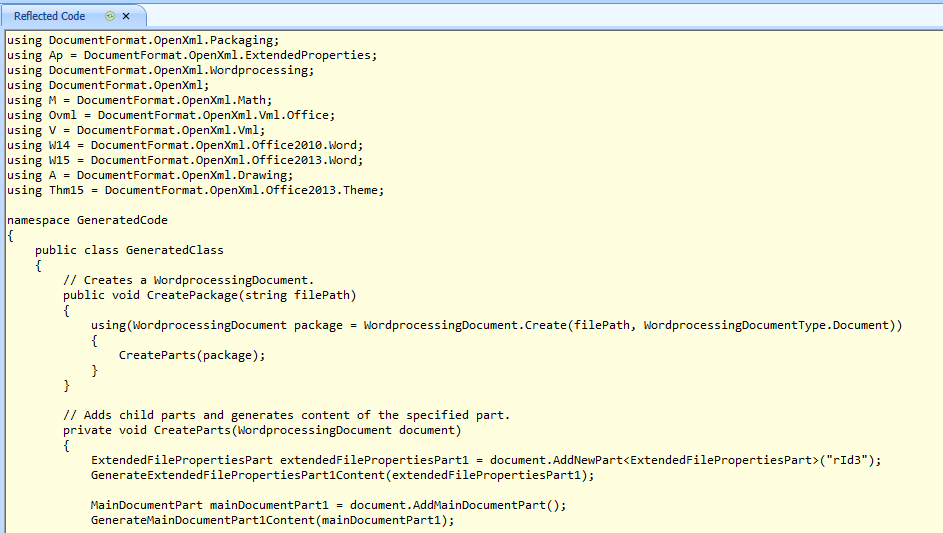 Reflected Code
using DocumentFormat.OpenXml.Packaging;
using Ap = DocumentFormat.OpenXml.ExtendedProperties;
using DocumentFormat.OpenXml.Wordprocessing;
using DocumentFormat.OpenXml;
using M = DocumentFormat.OpenXml.Math;
using Ovml = DocumentFormat.OpenXml.Vml.Office;
using V = DocumentFormat.OpenXml.Vml;
using W14 = DocumentFormat.OpenXml.Office2010.Word;
using W15 = DocumentFormat.OpenXml.Office2013.Word;
using A = DocumentFormat.OpenXml.Drawing;
using Thm15 = DocumentFormat.OpenXml.Office2013.Theme;

namespace GeneratedCode
{
    public class GeneratedClass
    {
        // Creates a WordprocessingDocument.
        public void CreatePackage(string filePath)
        {
            using(WordprocessingDocument package = WordprocessingDocument.Create(filePath, WordprocessingDocumentType.Document))
            {
                CreateParts(package);
            }
        }

        // Adds child parts and generates content of the specified part.
        private void CreateParts(WordprocessingDocument document)
        {
            ExtendedFilePropertiesPart extendedFilePropertiesPart1 = document.AddNewPart<ExtendedFilePropertiesPart>("rId3");
            GenerateExtendedFilePropertiesPart1Content(extendedFilePropertiesPart1);

            MainDocumentPart mainDocumentPart1 = document.AddMainDocumentPart();
            GenerateMainDocumentPart1Content(mainDocumentPart1);